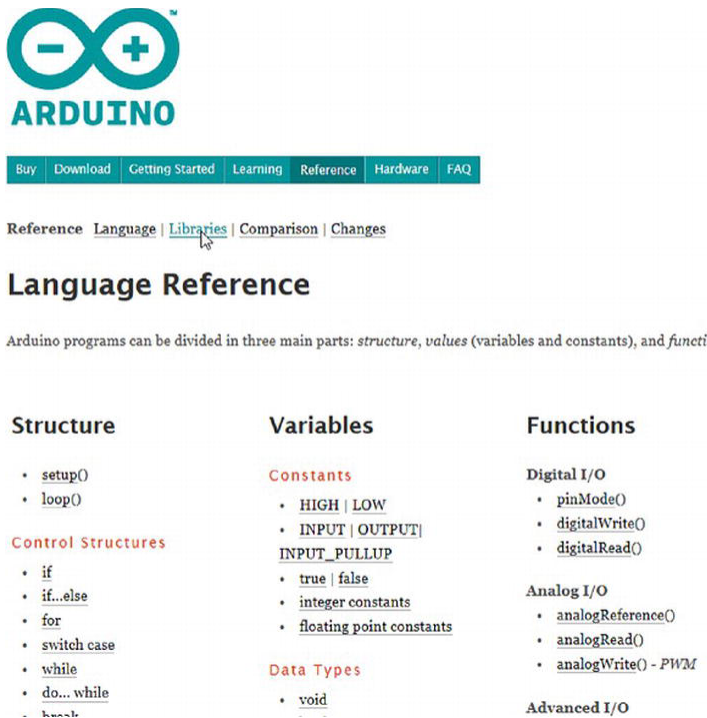 ARDUINO
TM
Buy Download Getting Started Learning Reference Hardware FAQ
Reference Language | Libraries | Comparison | Changes
Language Reference
Arduino programs can be divided in three main parts: structure, values (variables and constants), and functi
Structure
setup()
loop()
Control Structures
if
if...else
for
switch case
while
do... while
break
Variables
Constants
HIGH | LOW
INPUT | OUTPUT|
INPUT_PULLUP
true | false
integer constants
floating point constants
Data Types
void
Functions
Digital I/O
pinMode()
digitalWrite()
digitalRead()
Analog I/O
analogReference()
analogRead()
analogWrite() - PWM
Advanced I/O